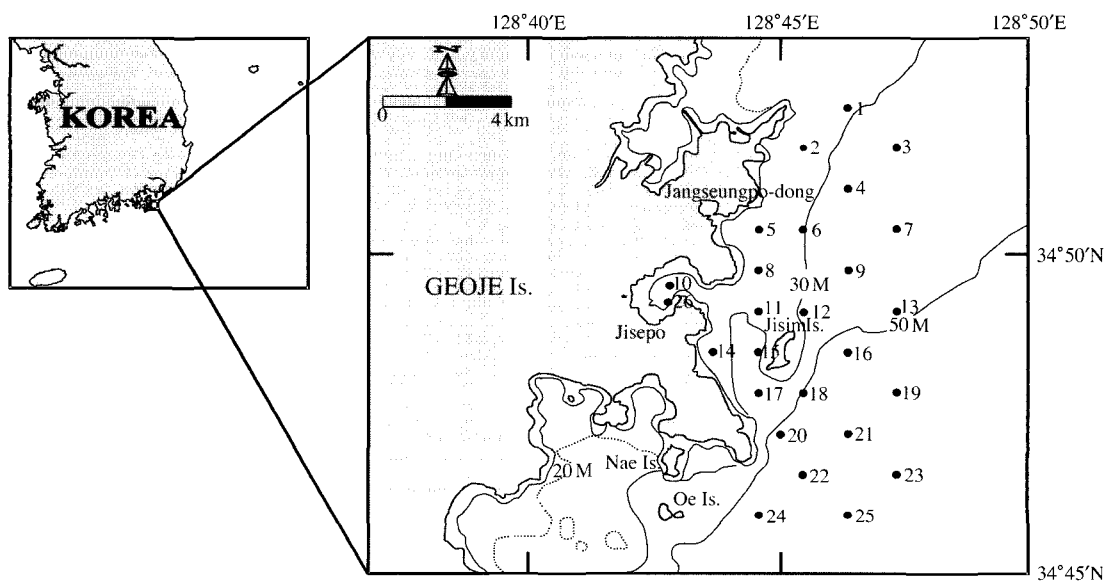 128°40′E
128°45′E
128°50′E
N
KOREA
0
4 km
1
2
3
Jangseungpo-dong
4
5
6
7
34°50′N
8
9
GEOJE Is.
10
30 M
26
11
12
13
Jisim Is.
50 M
Jisepo
14
15
16
17
18
19
20
21
Nae Is.
20 M
22
23
Oe Is.
24
25
34°45′N